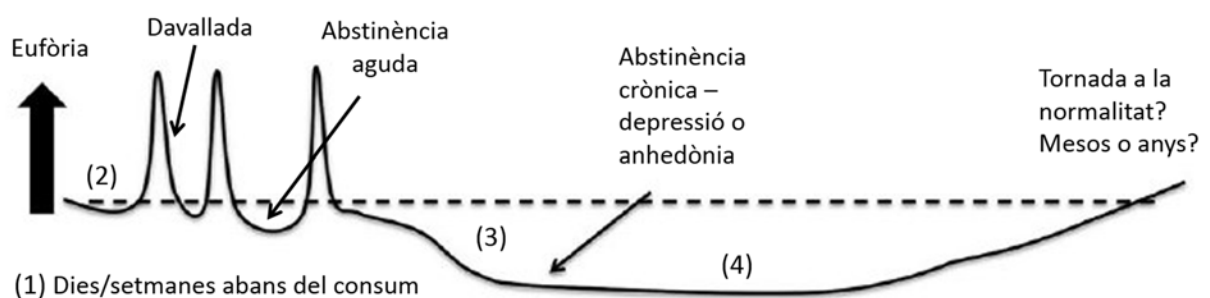 Eufòria
Davallada
Abstinència
aguda
Abstinència
crònica –
depressió o
anhedònia
Tornada a la
normalitat?
Mesos o anys?
(2)
(3)
(4)
(1) Dies/setmanes abans del consum